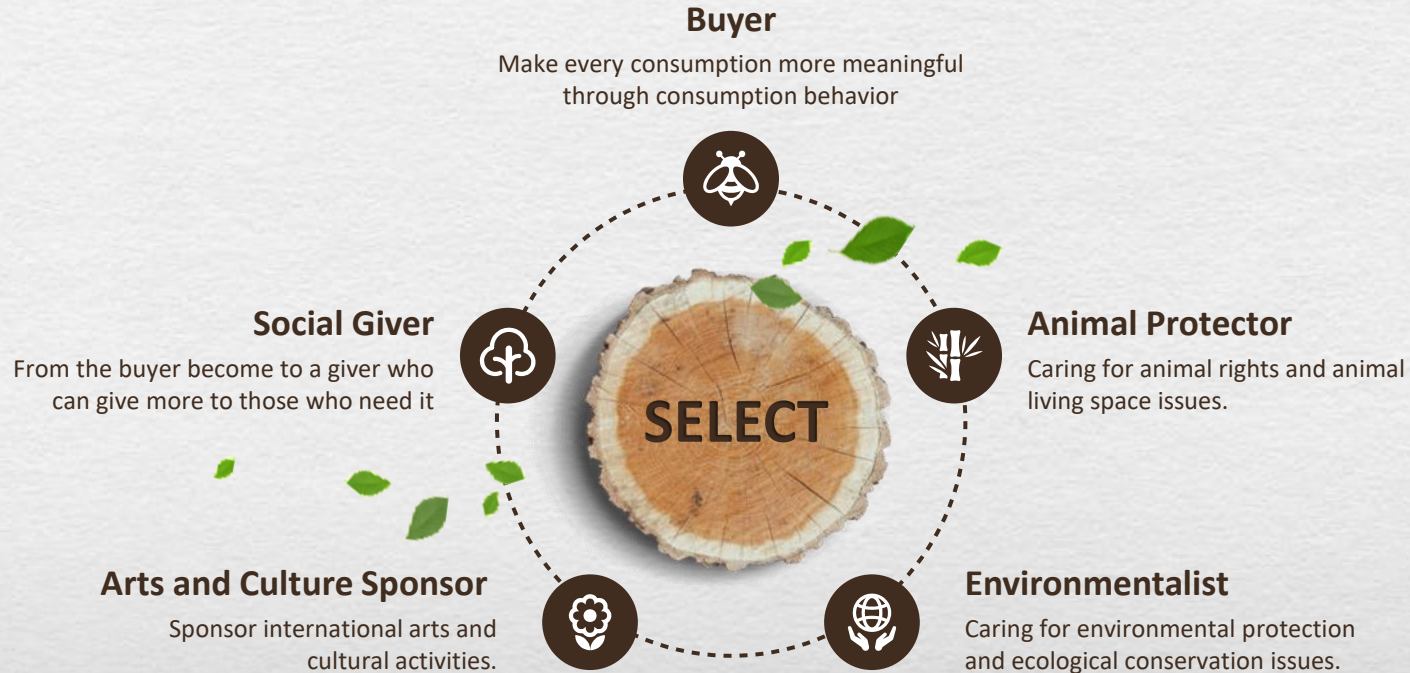 Buyer
Make every consumption more meaningful
through consumption behavior
Social Giver
From the buyer become to a giver who
can give more to those who need it
Animal Protector
Caring for animal rights and animal
living space issues.
SELECT
Arts and Culture Sponsor
Sponsor international arts and
cultural activities.
Environmentalist
Caring for environmental protection
and ecological conservation issues.